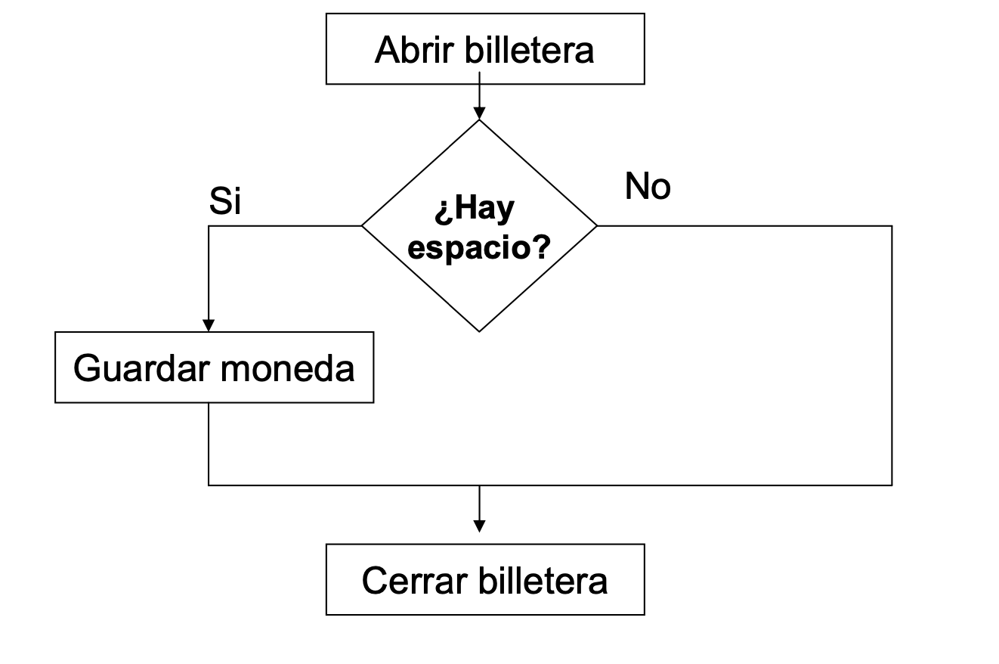 Abrir billetera
Si
No
¿Hay
espacio?
Guardar moneda
Cerrar billetera